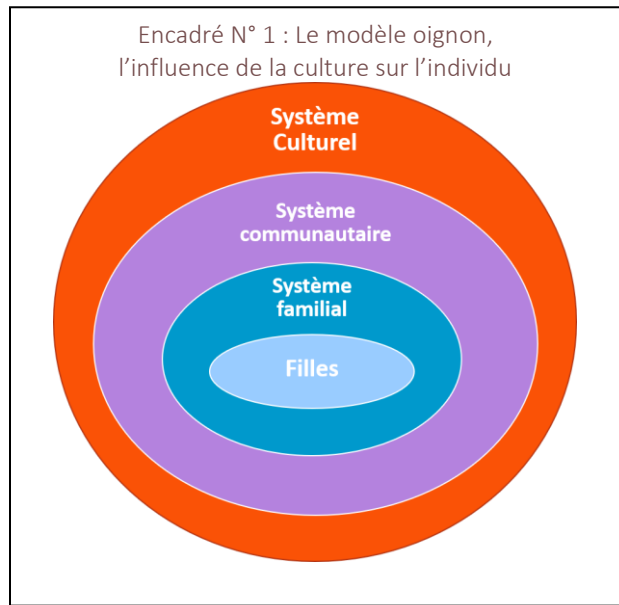 Encadré N° 1 : Le modèle oignon,
l’influence de la culture sur l’individu
Système
Culturel
Système
communautaire
Système
familial
Filles